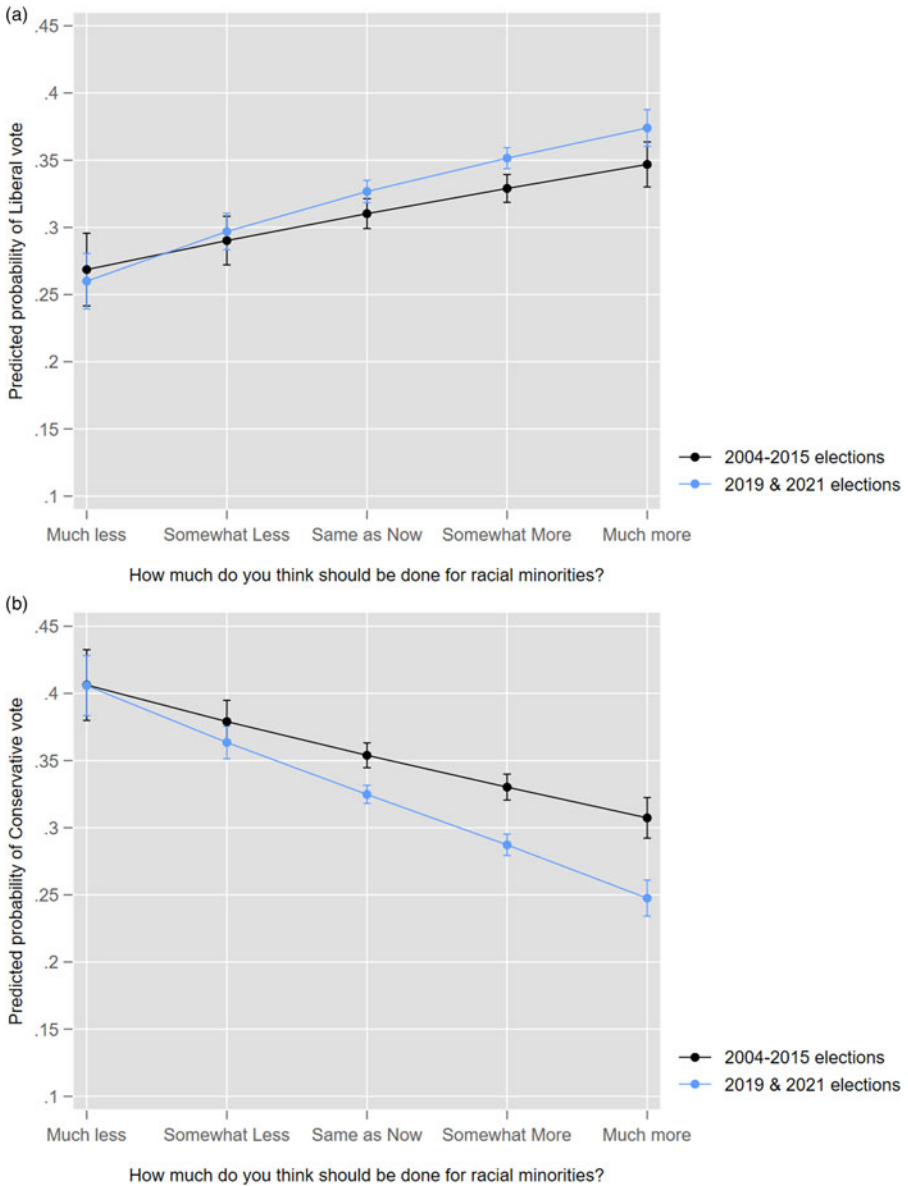 (a)
.45
.4
.35
.3
.25
.2
.15
.1
Predicted probability of Liberal vote
Much less Somewhat Less Same as Now Somewhat More Much more
How much do you think should be done for racial minorities?
2004-2015 elections
2019 & 2021 elections
(b)
.45
.4
.35
.3
.25
.2
.15
.1
Predicted probability of Conservative vote
Much less Somewhat Less Same as Now Somewhat More Much more
How much do you think should be done for racial minorities?
2004-2015 elections
2019 & 2021 elections